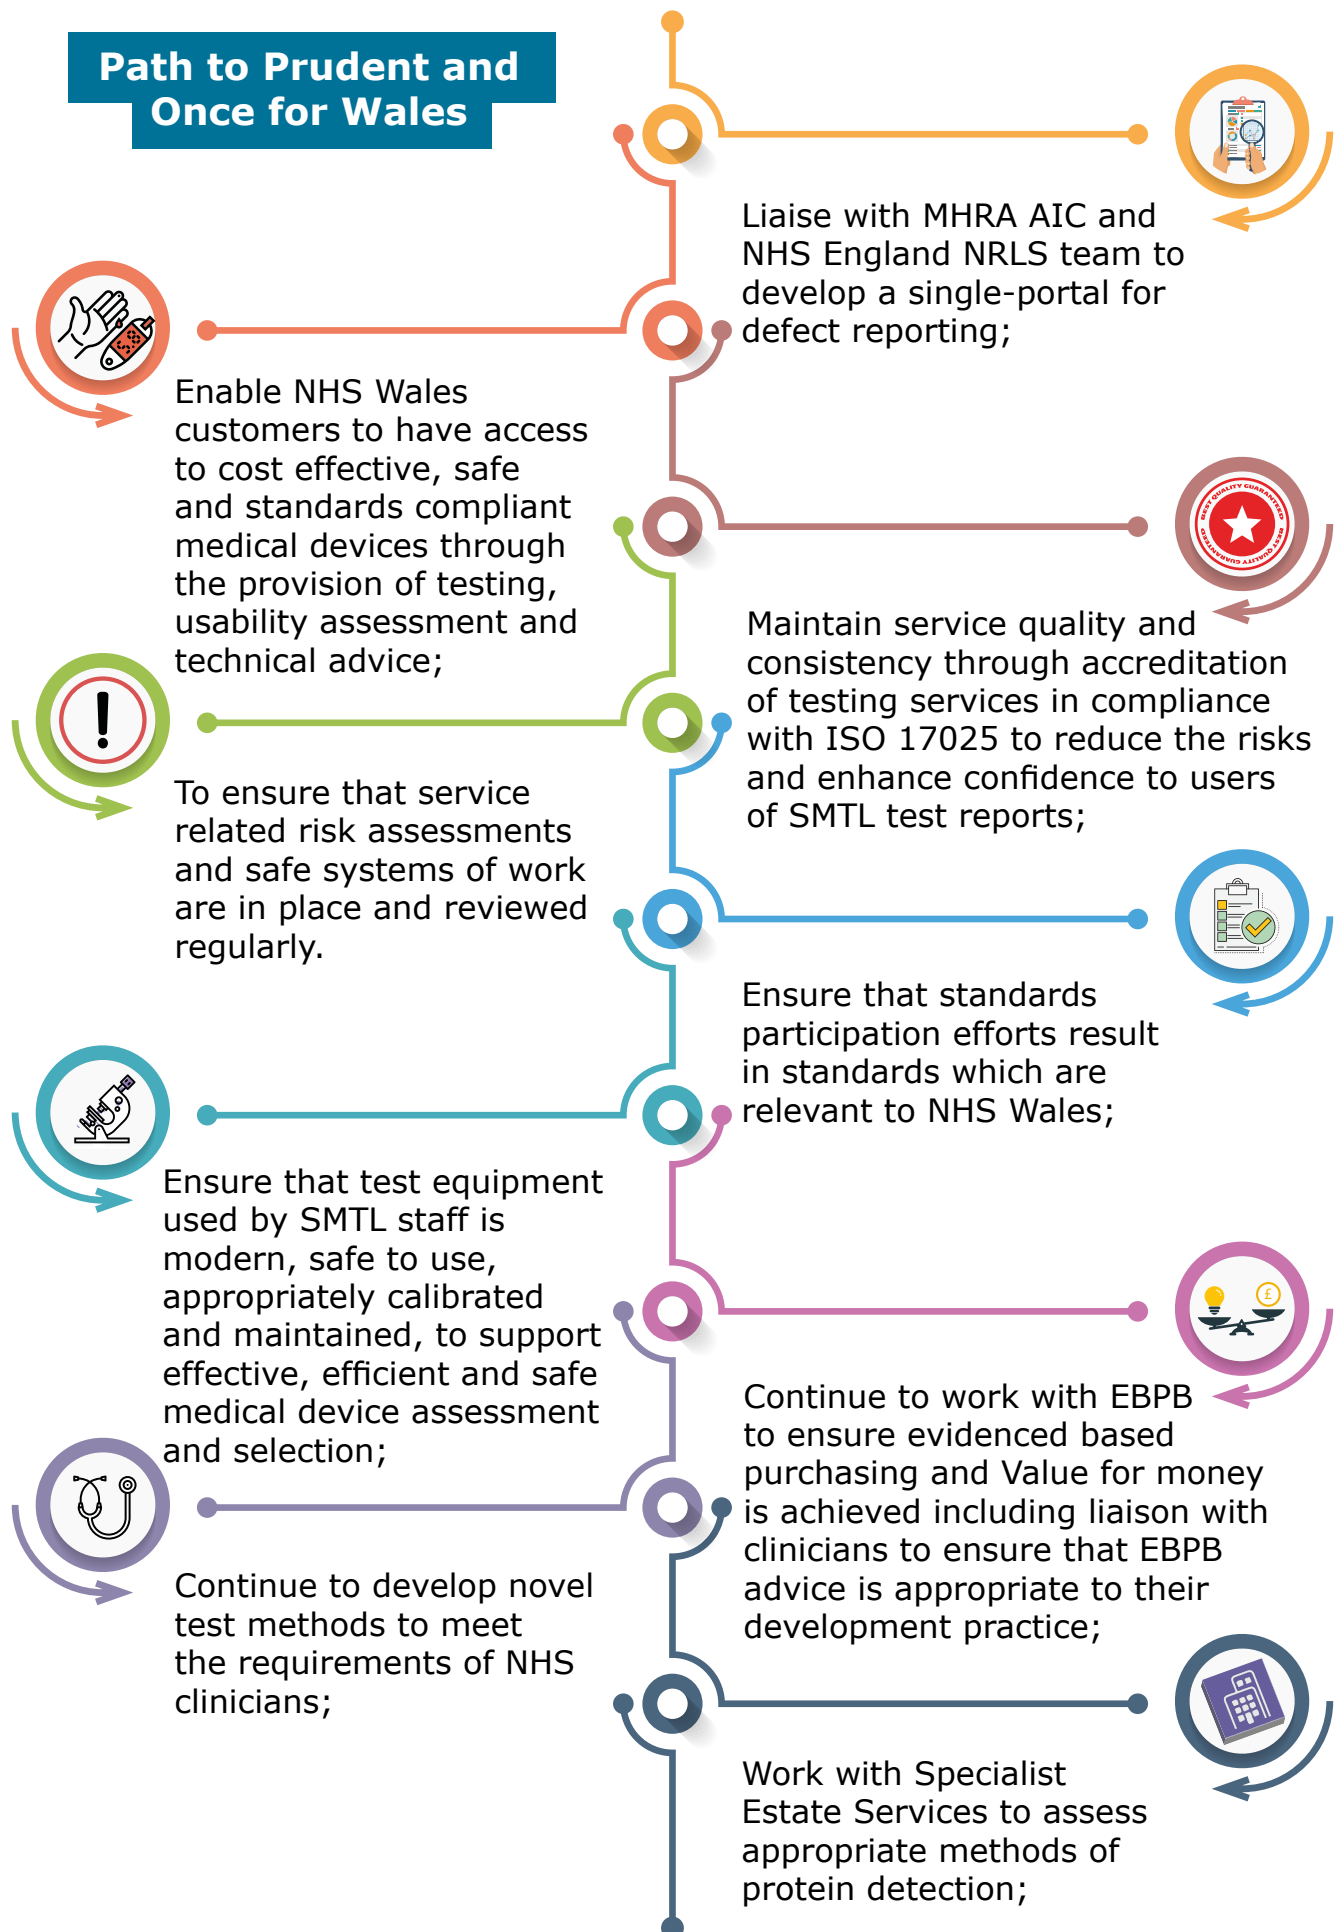 Path to Prudent and
Once for Wales
Liaise with MHRA AIC and
NHS England NRLS team to
develop a single-portal for
defect reporting;
Enable NHS Wales
customers to have access
to cost effective, safe
and standards compliant
medical devices through
the provision of testing,
usability assessment and
technical advice;
BEST QUALITY GUARANTEED
BEST QUALITY GUARANTEED
Maintain service quality and
consistency through accreditation
of testing services in compliance
with ISO 17025 to reduce the risks
and enhance confidence to users
of SMTL test reports;
!
To ensure that service
related risk assessments
and safe systems of work
are in place and reviewed
regularly.
Ensure that standards
participation efforts result
in standards which are
relevant to NHS Wales;
Ensure that test equipment
used by SMTL staff is
modern, safe to use,
appropriately calibrated
and maintained, to support
effective, efficient and safe
medical device assessment
and selection;
£
Continue to work with EBPB
to ensure evidenced based
purchasing and Value for money
is achieved including liaison with
clinicians to ensure that EBPB
advice is appropriate to their
development practice;
Continue to develop novel
test methods to meet
the requirements of NHS
clinicians;
Work with Specialist
Estate Services to assess
appropriate methods of
protein detection;